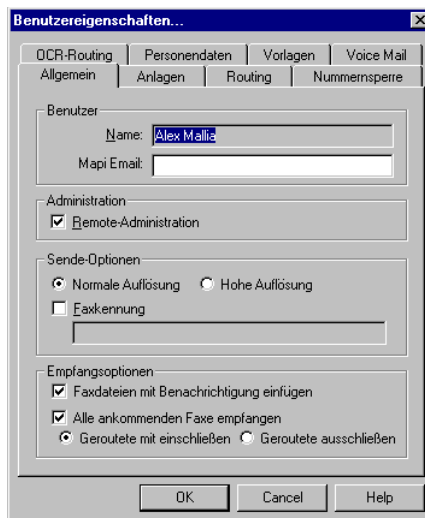 Benutzereigenschaften...
OCR-Routing Personendaten Vorlagen Voice Mail
Allgemein Anlagen Routing Nummernsperre
Benutzer
Name: Alex Mallia
Mapi Email:
Administration
Remote-Administration
Sende-Optionen
Normale Auflösung Hohe Auflösung
Faxkennung
Empfangsoptionen
Faxdateien mit Benachrichtigung einfügen
Alle ankommenden Faxe empfangen
Geroutete mit einschließen Geroutete ausschließen
OK Cancel Help